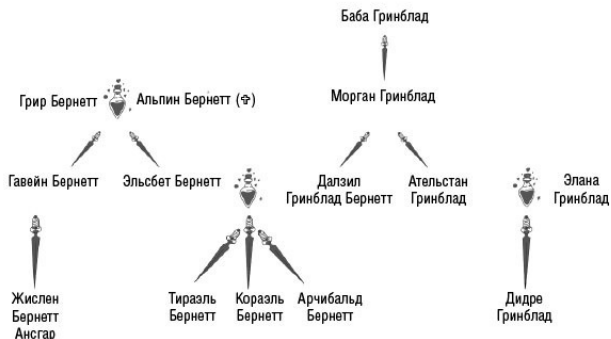 Баба Гринблад
Грир Бернетт
Альпин Бернетт (✞)
Морган Гринблад
Гавейн Бернетт
Эльсбет Бернетт
Далзил
Гринблад Бернетт
Ательстан
Гринблад
Элана
Гринблад
Жислен
Бернетт
Ансгар
Тираэль
Бернетт
Кораэль
Бернетт
Арчибальд
Бернетт
Дидре
Гринблад